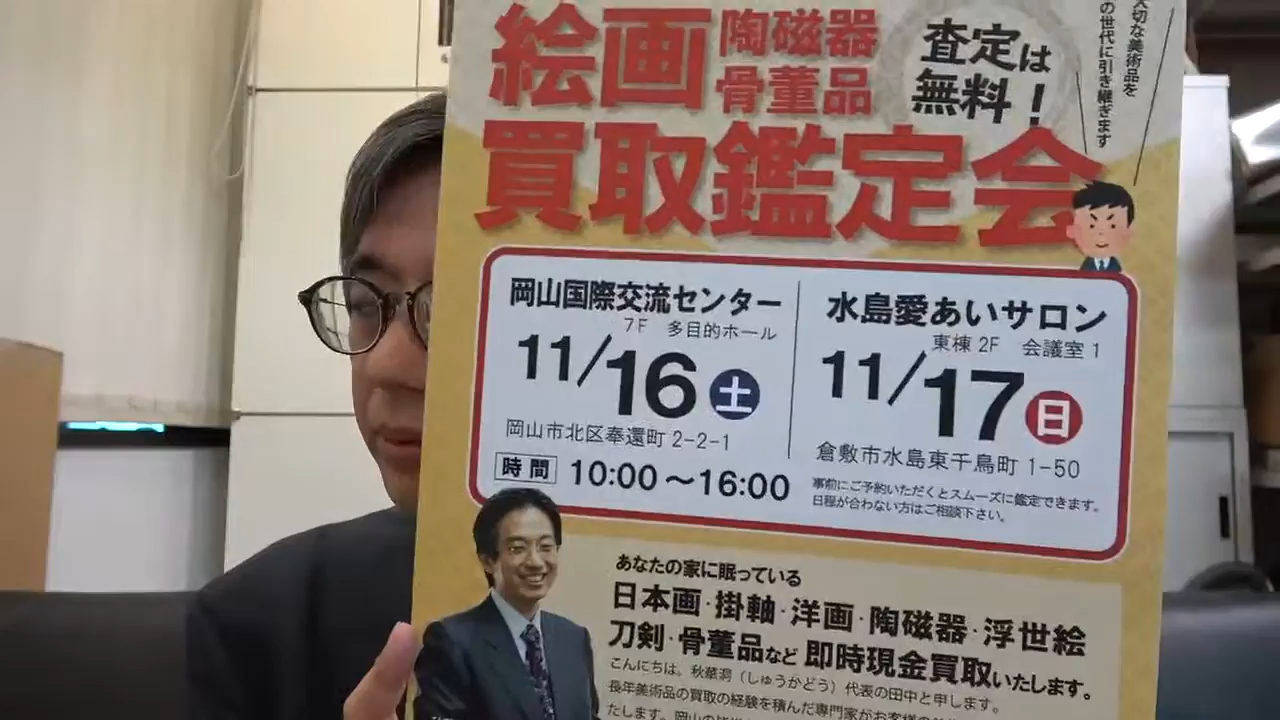 絵画
陶磁器
骨董品
査定は
無料！
大切な美術品を
の世代に引き継ぎます
買取鑑定会
岡山国際交流センター
7F 多目的ホール
11/16 土
岡山市北区奉還町 2-2-1
水島愛あいサロン
東棟 2F 会議室 1
11/17 日
倉敷市水島東千鳥町 1-50
時間 10:00～16:00
事前にご予約いただくとスムーズに鑑定できます。
日程が合わない方はご相談下さい。
あなたの家に眠っている
日本画·掛軸·洋画·陶磁器·浮世絵
刀剣·骨董品など 即時現金買取いたします。
こんにちは。秋華洞（しゅうかどう）代表の田中と申します。
長年美術品の買取の経験を積んだ専門家がお客様の
たします。岡山の